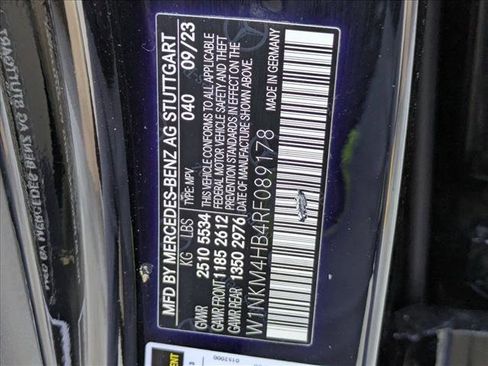 MFD BY MERCEDES-BENZ AG STUTTGART
040 09/23
KG LBS TYPE: MPV
GVWR 2510 5534
GAWR FRONT 1185 2612
GAWR REAR 1350 2976
THIS VEHICLE CONFORMS TO ALL APPLICABLE
FEDERAL MOTOR VEHICLE SAFETY AND THEFT
PREVENTION STANDARDS IN EFFECT ON THE DATE
OF MANUFACTURE SHOWN ABOVE.
MADE IN GERMANY
W1NKM4HB4RF089178